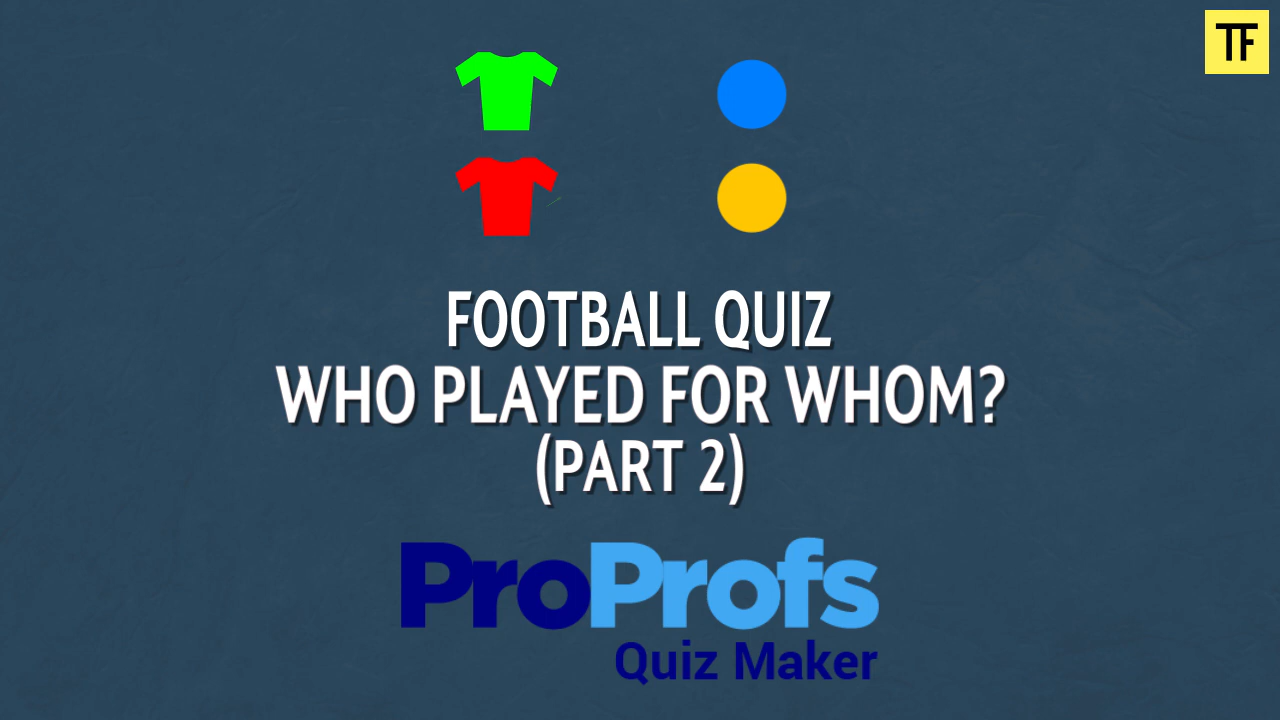 TF
FOOTBALL QUIZ
WHO PLAYED FOR WHOM?
(PART 2)
ProProfs
Quiz Maker